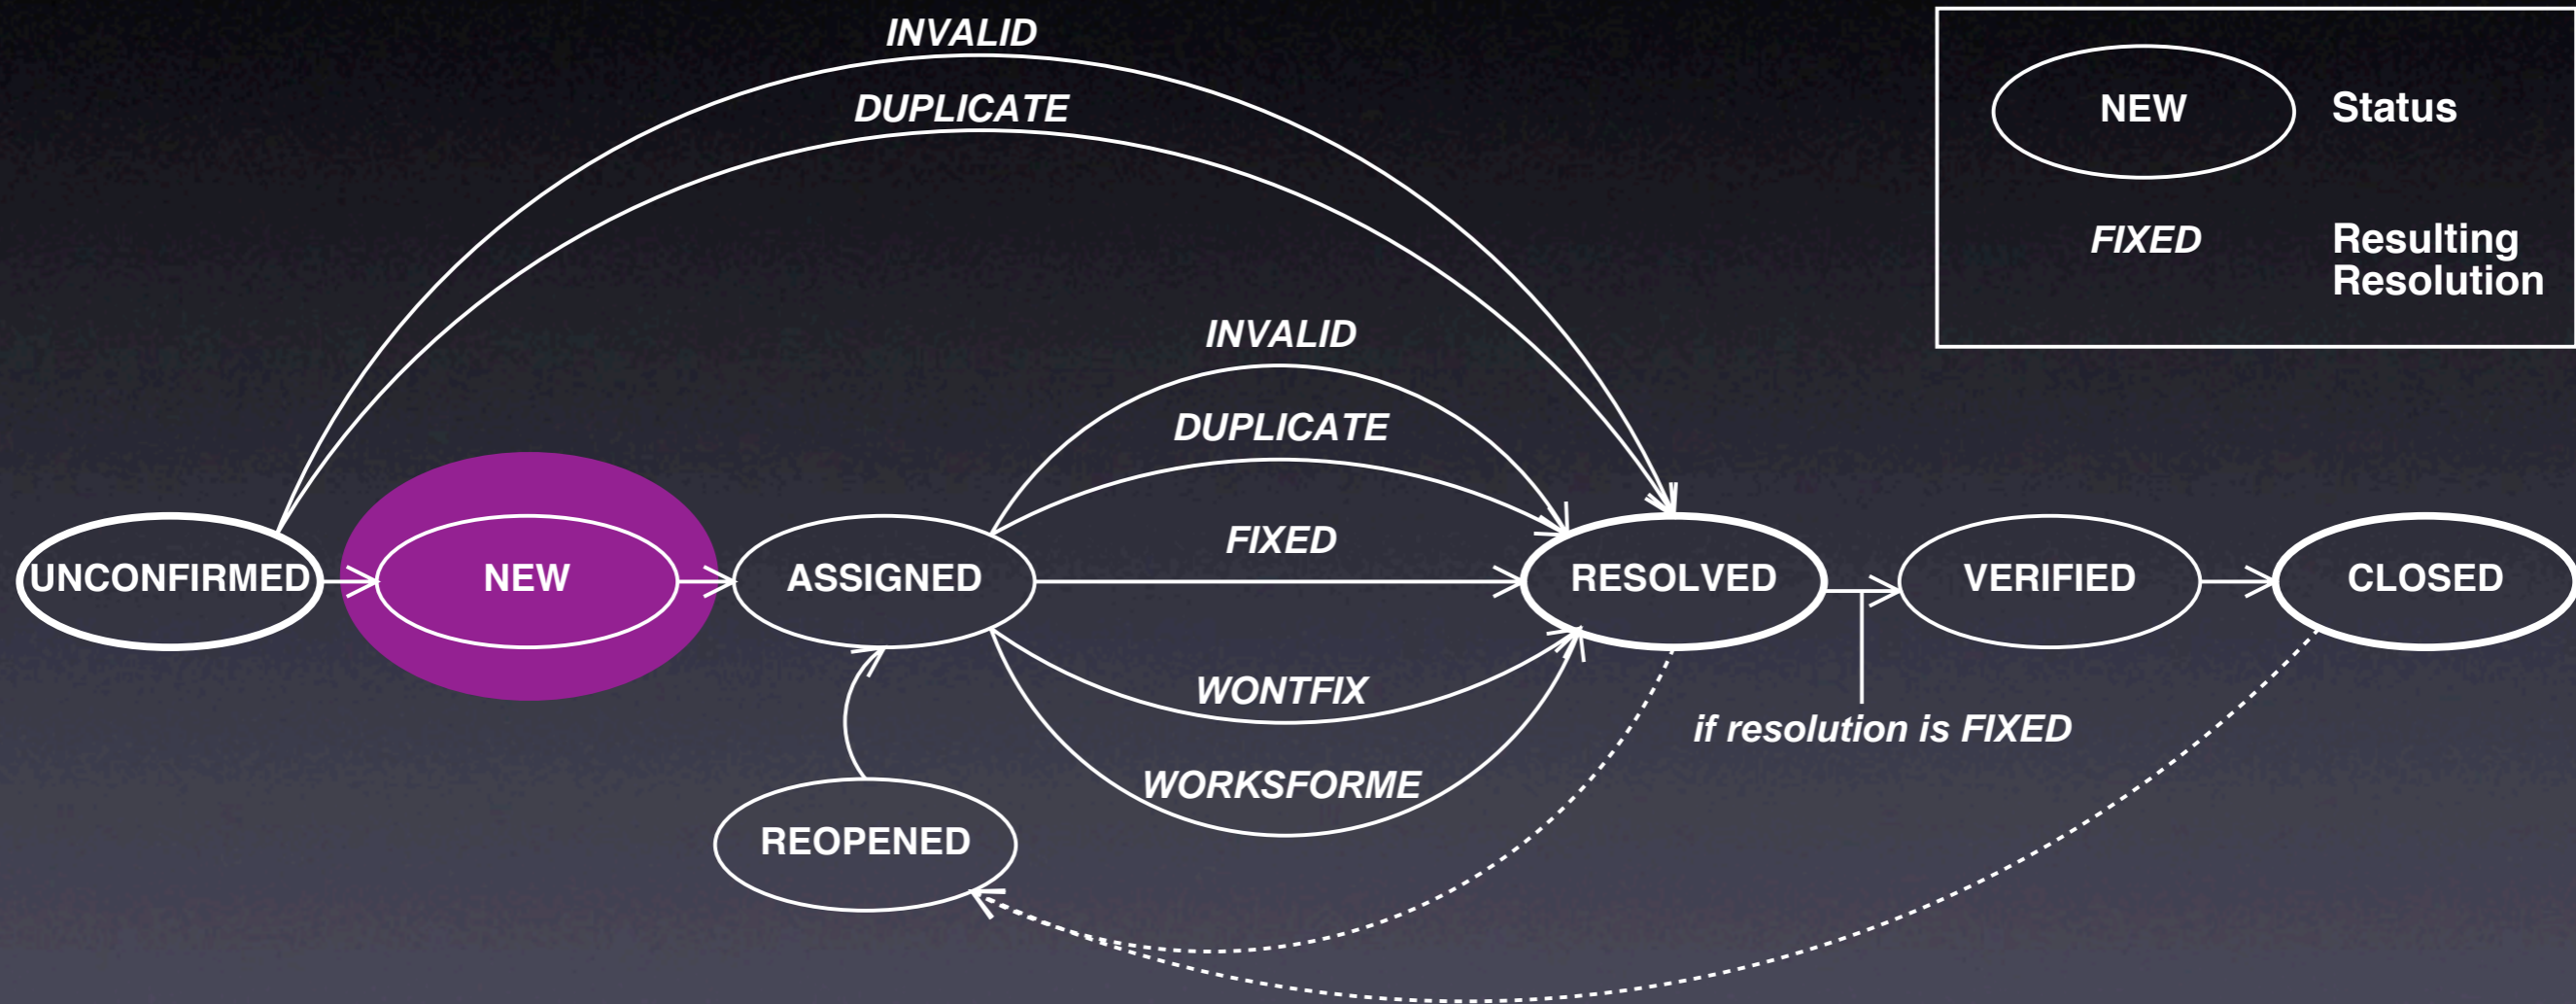 INVALID
DUPLICATE
NEW
Status
FIXED
Resulting
Resolution
INVALID
DUPLICATE
FIXED
UNCONFIRMED
NEW
ASSIGNED
RESOLVED
VERIFIED
CLOSED
WONTFIX
if resolution is FIXED
WORKSFORME
REOPENED